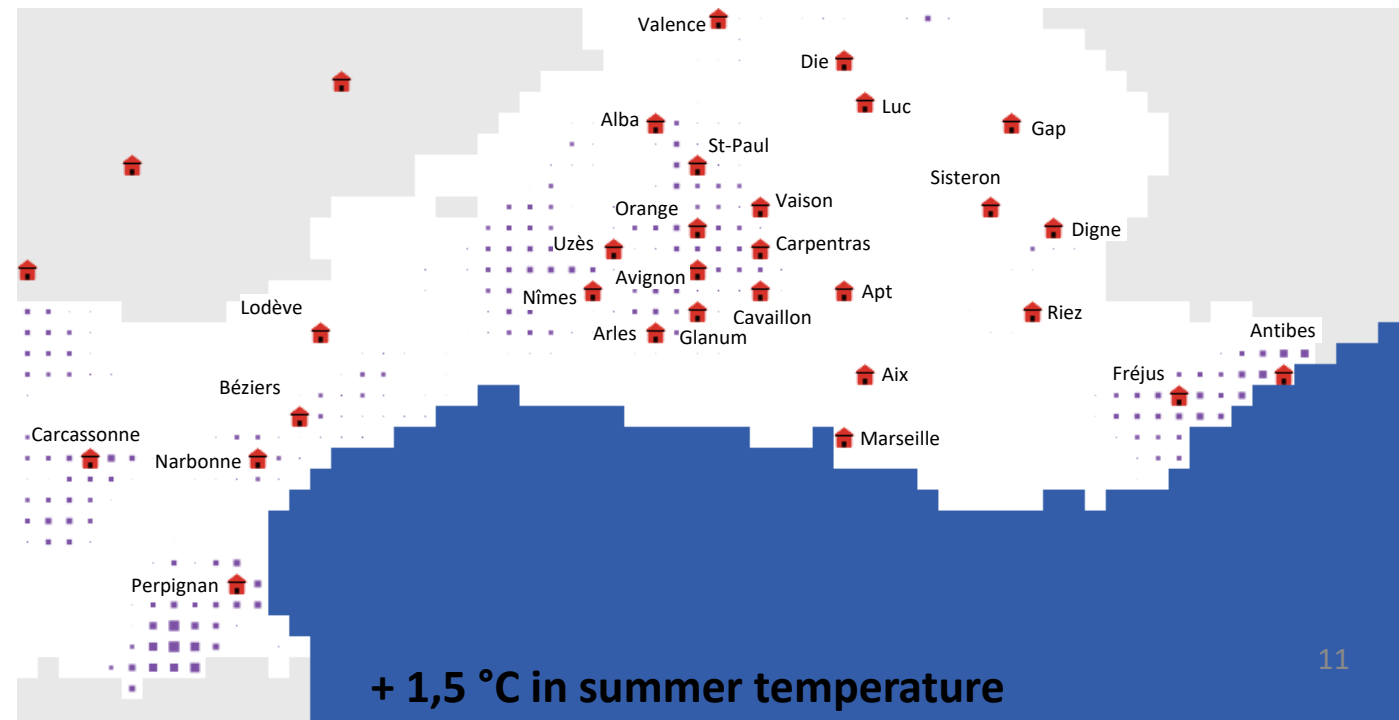 Valence
Die
Luc
Alba
Gap
St-Paul
Sisteron
Vaison
Orange
Digne
Uzès
Carpentras
Avignon
Nîmes
Apt
Lodève
Cavaillon
Riez
Arles
Glanum
Antibes
Aix
Fréjus
Béziers
Carcassonne
Marseille
Narbonne
Perpignan
11
+ 1,5 °C in summer temperature